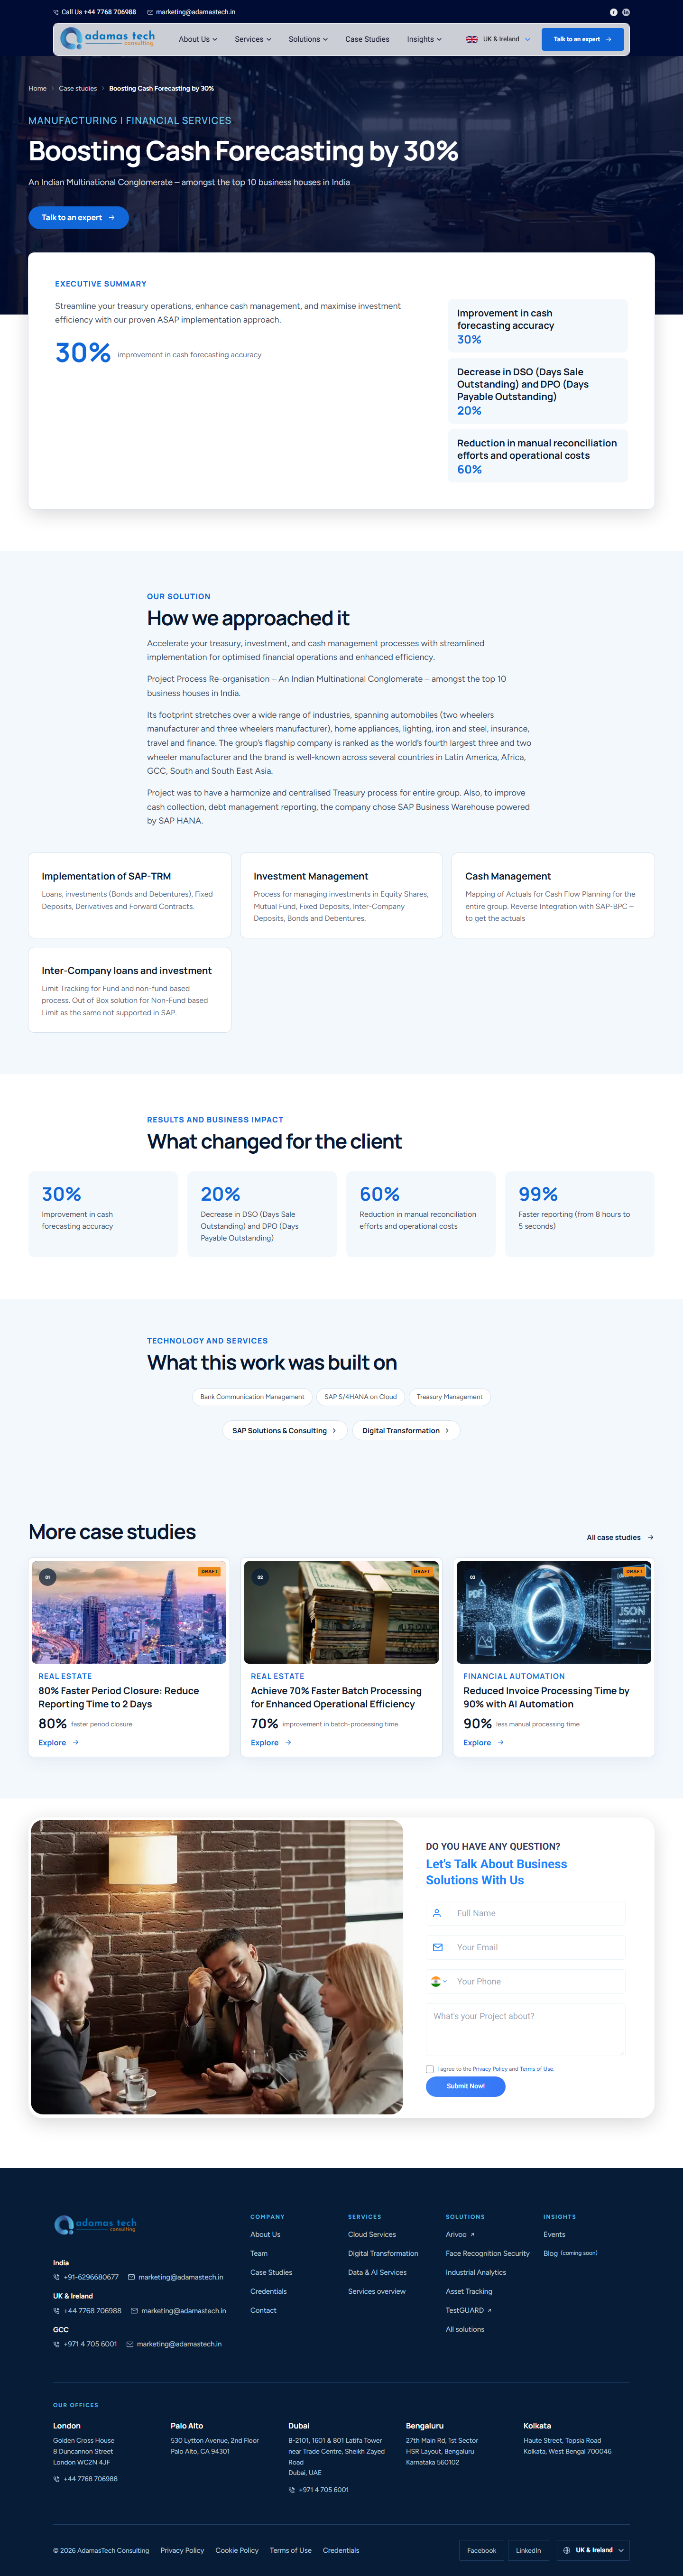 Call Us +44 7768 706988
marketing@adamastech.in
adamas tech
consulting
About Us
Services
Solutions
Case Studies
Insights
UK & Ireland
Talk to an expert
Home
Case studies
Boosting Cash Forecasting by 30%
MANUFACTURING I FINANCIAL SERVICES
Boosting Cash Forecasting by 30%
An Indian Multinational Conglomerate – amongst the top 10 business houses in India
Talk to an expert
EXECUTIVE SUMMARY
Streamline your treasury operations, enhance cash management, and maximise investment
efficiency with our proven ASAP implementation approach.
30% improvement in cash forecasting accuracy
Improvement in cash
forecasting accuracy
30%
Decrease in DSO (Days Sale
Outstanding) and DPO (Days
Payable Outstanding)
20%
Reduction in manual reconciliation
efforts and operational costs
60%
OUR SOLUTION
How we approached it
Accelerate your treasury, investment, and cash management processes with streamlined
implementation for optimised financial operations and enhanced efficiency.
Project Process Re-organisation – An Indian Multinational Conglomerate – amongst the top 10
business houses in India.
Its footprint stretches over a wide range of industries, spanning automobiles (two wheelers
manufacturer and three wheelers manufacturer), home appliances, lighting, iron and steel, insurance,
travel and finance. The group's flagship company is ranked as the world's fourth largest three and two
wheeler manufacturer and the brand is well-known across several countries in Latin America, Africa,
GCC, South and South East Asia.
Project was to have a harmonize and centralised Treasury process for entire group. Also, to improve
cash collection, debt management reporting, the company chose SAP Business Warehouse powered
by SAP HANA.
Implementation of SAP-TRM
Loans, investments (Bonds and Debentures), Fixed
Deposits, Derivatives and Forward Contracts.
Investment Management
Process for managing investments in Equity Shares,
Mutual Fund, Fixed Deposits, Inter-Company
Deposits, Bonds and Debentures.
Cash Management
Mapping of Actuals for Cash Flow Planning for the
entire group. Reverse Integration with SAP-BPC –
to get the actuals
Inter-Company loans and investment
Limit Tracking for Fund and non-fund based
process. Out of Box solution for Non-Fund based
Limit as the same not supported in SAP.
RESULTS AND BUSINESS IMPACT
What changed for the client
30%
Improvement in cash
forecasting accuracy
20%
Decrease in DSO (Days Sale
Outstanding) and DPO (Days
Payable Outstanding)
60%
Reduction in manual reconciliation
efforts and operational costs
99%
Faster reporting (from 8 hours to
5 seconds)
TECHNOLOGY AND SERVICES
What this work was built on
Bank Communication Management
SAP S/4HANA on Cloud
Treasury Management
SAP Solutions & Consulting
Digital Transformation
More case studies
All case studies
01
DRAFT
REAL ESTATE
80% Faster Period Closure: Reduce
Reporting Time to 2 Days
80% faster period closure
Explore
02
DRAFT
REAL ESTATE
Achieve 70% Faster Batch Processing
for Enhanced Operational Efficiency
70% improvement in batch-processing time
Explore
03
DRAFT
PDF
JSON
FINANCIAL AUTOMATION
Reduced Invoice Processing Time by
90% with AI Automation
90% less manual processing time
Explore
DO YOU HAVE ANY QUESTION?
Let's Talk About Business
Solutions With Us
Full Name
Your Email
Your Phone
What's your Project about?
I agree to the Privacy Policy and Terms of Use.
Submit Now!
adamas tech
consulting
India
+91-6296680677
marketing@adamastech.in
UK & Ireland
+44 7768 706988
marketing@adamastech.in
GCC
+971 4 705 6001
marketing@adamastech.in
COMPANY
About Us
Team
Case Studies
Credentials
Contact
SERVICES
Cloud Services
Digital Transformation
Data & AI Services
Services overview
SOLUTIONS
Arivoo
Face Recognition Security
Industrial Analytics
Asset Tracking
TestGUARD
All solutions
INSIGHTS
Events
Blog (coming soon)
OUR OFFICES
London
Golden Cross House
8 Duncannon Street
London WC2N 4JF
+44 7768 706988
Palo Alto
530 Lytton Avenue, 2nd Floor
Palo Alto, CA 94301
Dubai
B-2101, 1601 & 801 Latifa Tower
near Trade Centre, Sheikh Zayed
Road
Dubai, UAE
+971 4 705 6001
Bengaluru
27th Main Rd, 1st Sector
HSR Layout, Bengaluru
Karnataka 560102
Kolkata
Haute Street, Topsia Road
Kolkata, West Bengal 700046
© 2026 AdamasTech Consulting
Privacy Policy
Cookie Policy
Terms of Use
Credentials
Facebook
LinkedIn
UK & Ireland